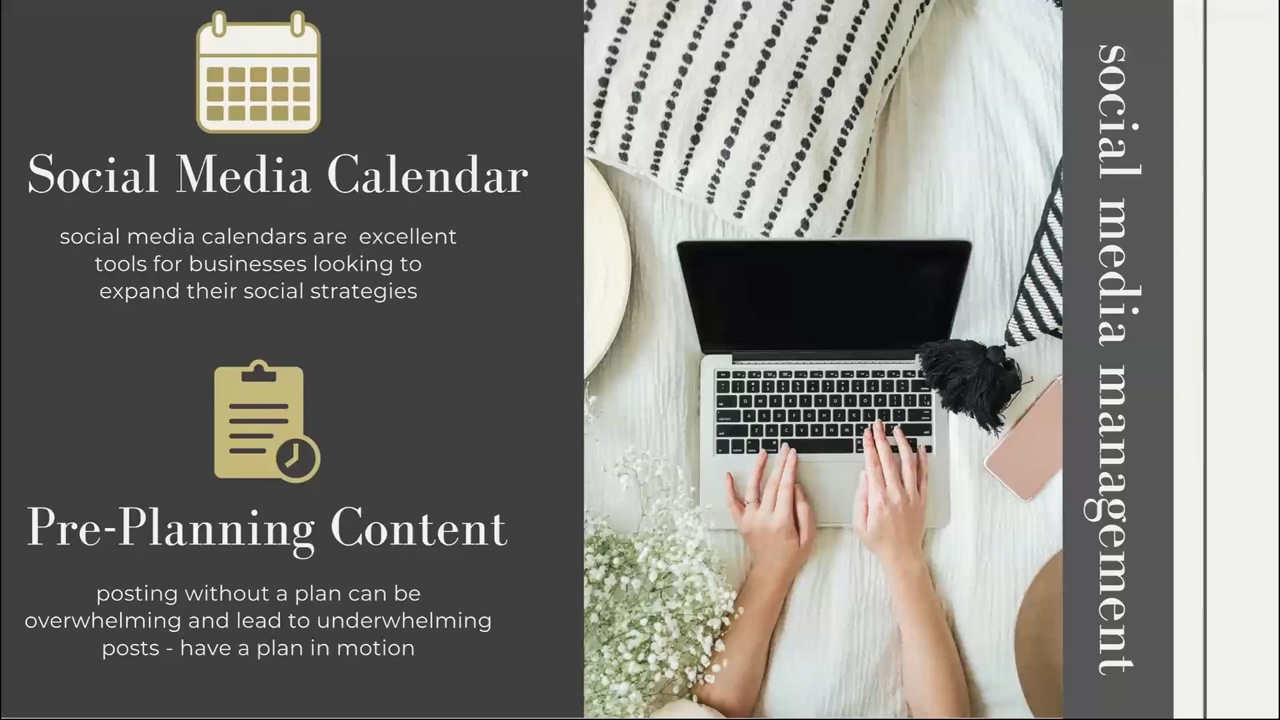 Social Media Calendar
social media calendars are excellent
tools for businesses looking to
expand their social strategies
Pre-Planning Content
posting without a plan can be
overwhelming and lead to underwhelming
posts - have a plan in motion
social media management